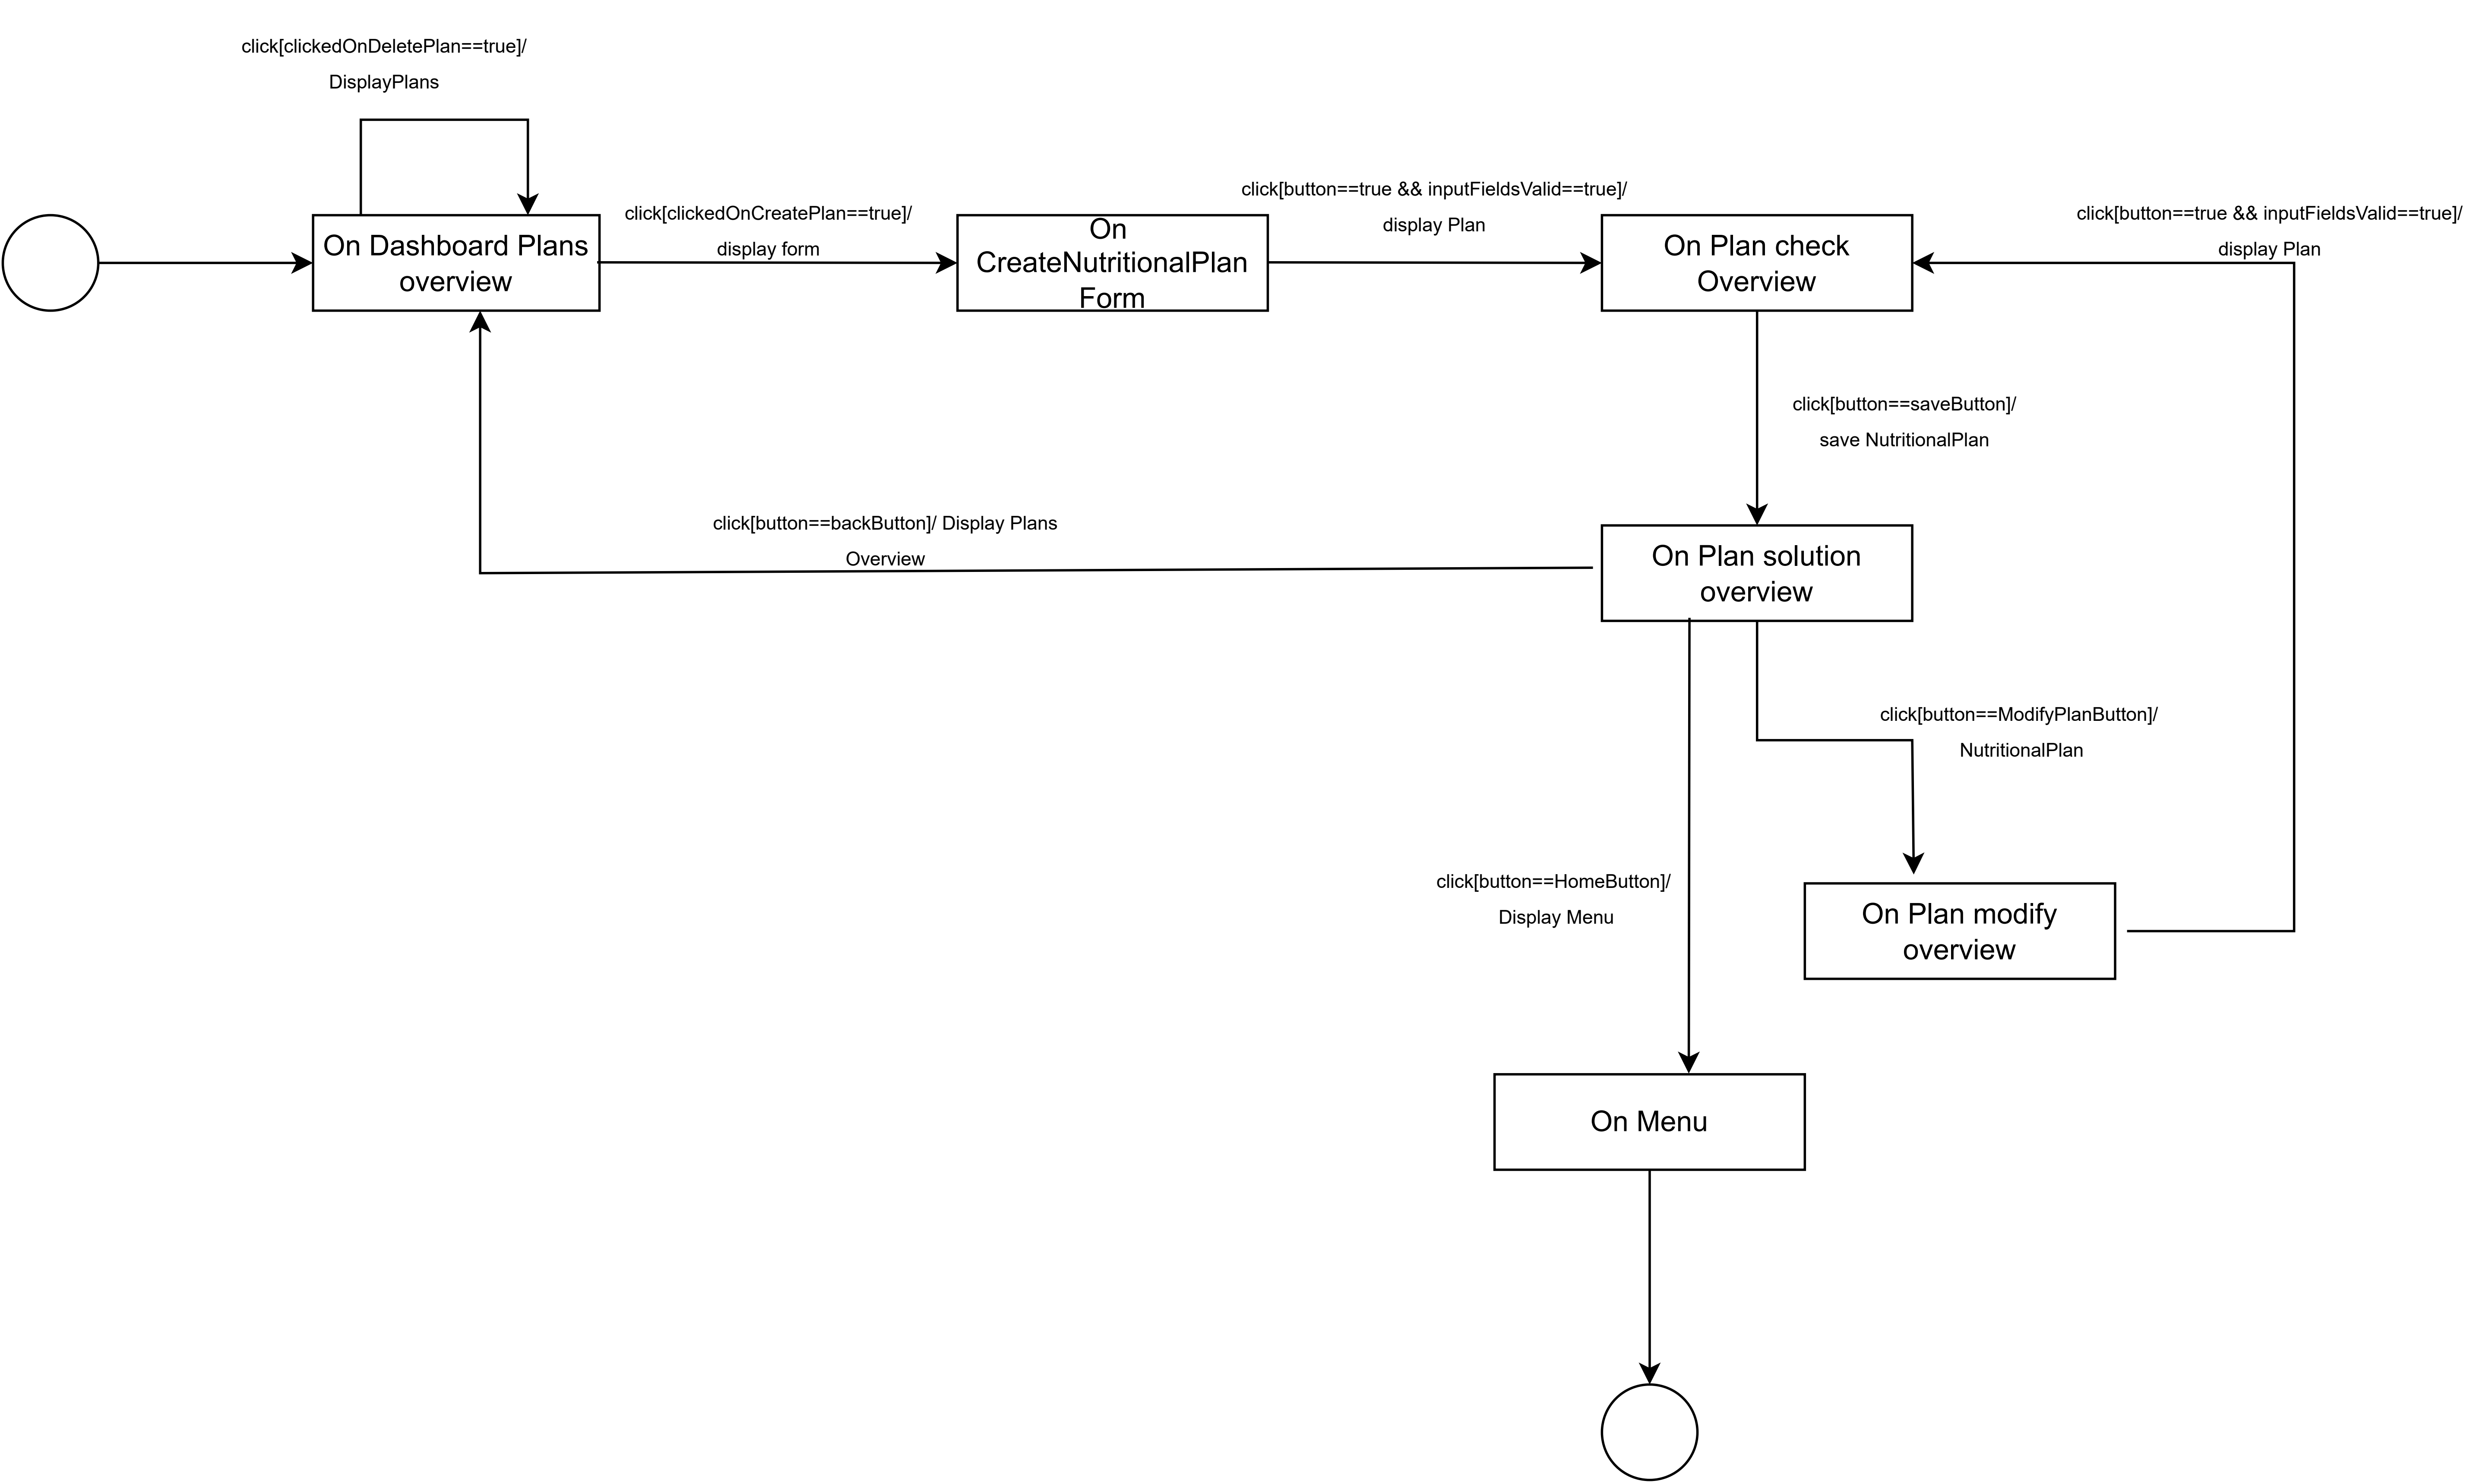 click[clickedOnDeletePlan==true]/
DisplayPlans
On Dashboard Plans
overview
click[clickedOnCreatePlan==true]/
display form
On
CreateNutritionalPlan
Form
click[button==true && inputFieldsValid==true]/
display Plan
On Plan check
Overview
click[button==true && inputFieldsValid==true]/
display Plan
click[button==saveButton]/
save NutritionalPlan
click[button==backButton]/ Display Plans
Overview
On Plan solution
overview
click[button==ModifyPlanButton]/
NutritionalPlan
click[button==HomeButton]/
Display Menu
On Plan modify
overview
On Menu